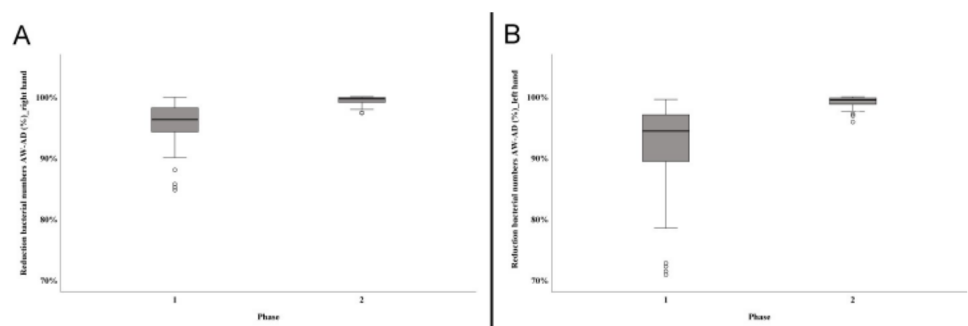 A
Reduction bacterial numbers AW-AD (%)_right hand
100%
90%
80%
70%
1
2
Phase
B
Reduction bacterial numbers AW-AD (%)_left hand
100%
90%
80%
70%
1
2
Phase